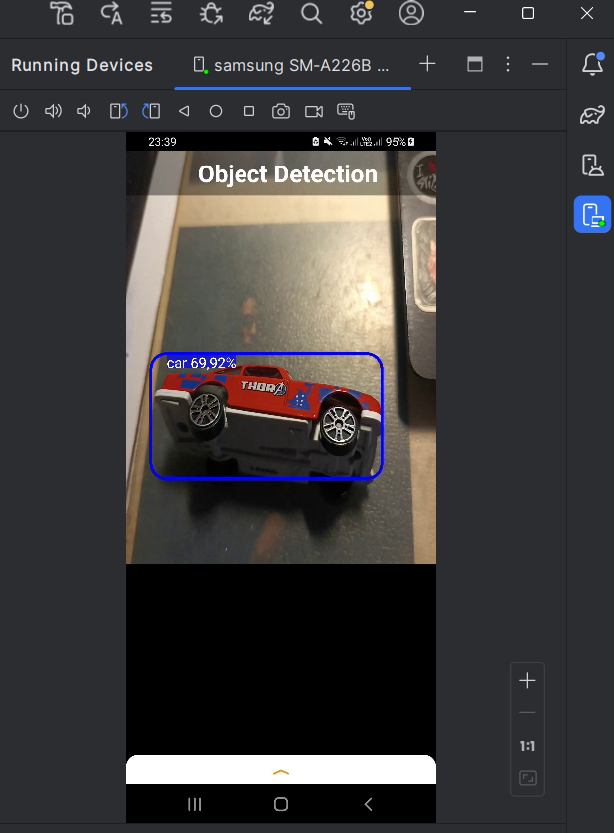 Running Devices
samsung SM-A226B ...
23:39
95%
Object Detection
car 69,92%
THOR
1:1